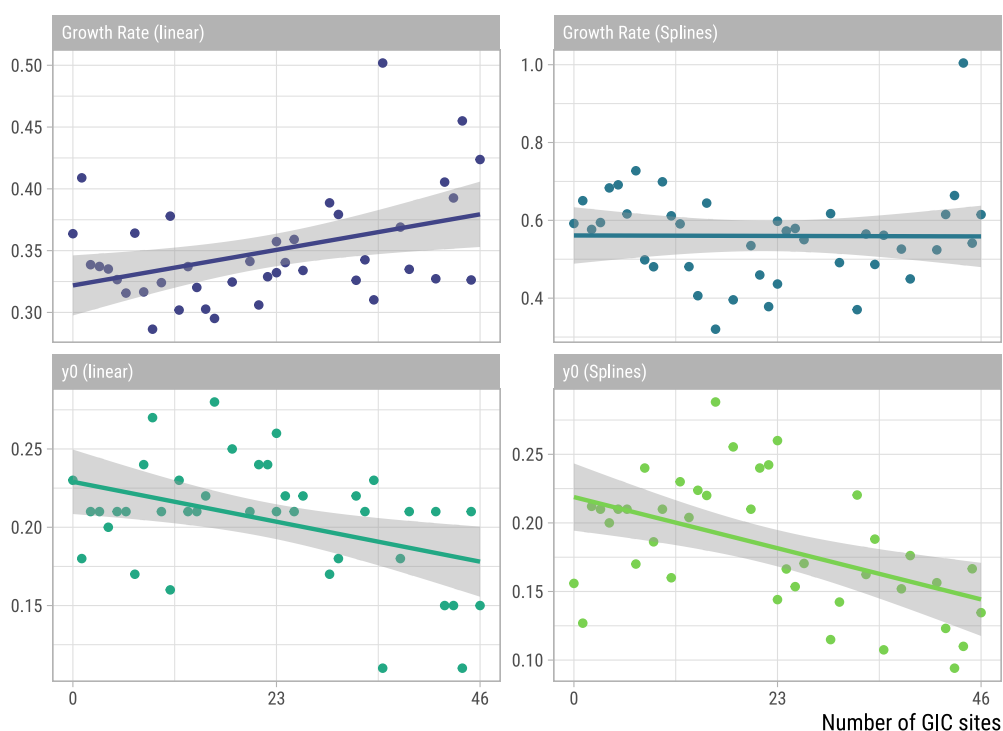 Growth Rate (linear)
Growth Rate (Splines)
0.50
0.45
0.40
0.35
0.30
1.0
0.8
0.6
0.4
y0 (linear)
y0 (Splines)
0.25
0.20
0.15
0.25
0.20
0.15
0.10
0 23 46
0 23 46
Number of GIC sites